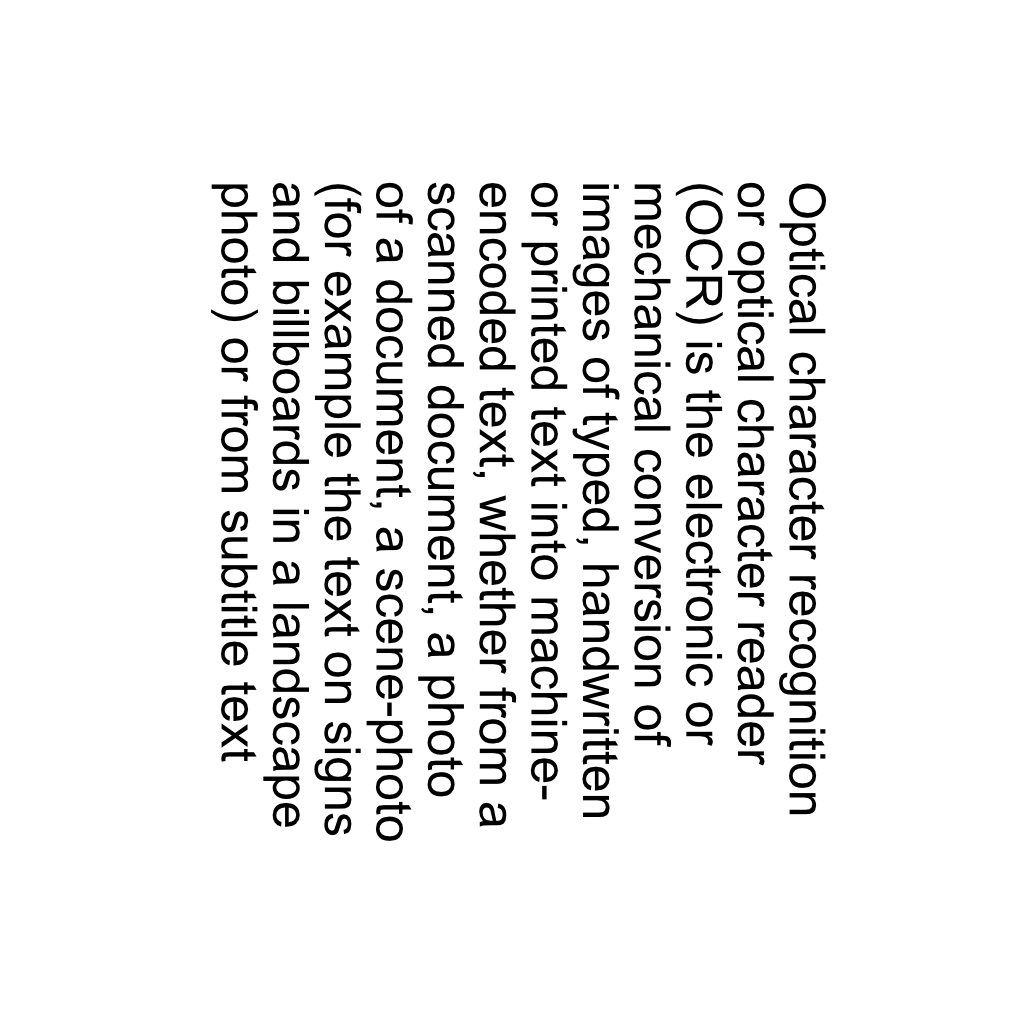 Optical character recognition
or optical character reader
(OCR) is the electronic or
mechanical conversion of
images of typed, handwritten
or printed text into machine-
encoded text, whether from a
scanned document, a photo
of a document, a scene-photo
(for example the text on signs
and billboards in a landscape
photo) or from subtitle text